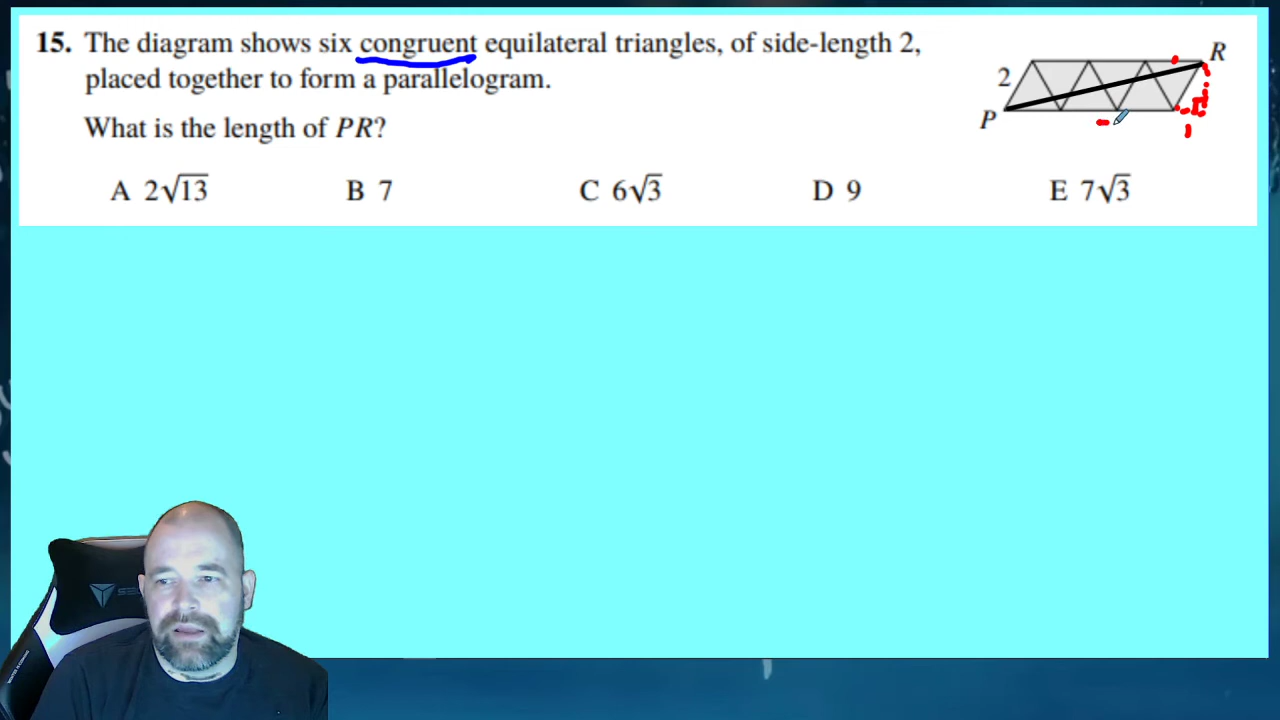 15. The diagram shows six congruent equilateral triangles, of side-length 2,
placed together to form a parallelogram.
What is the length of PR?
A 2√13 B 7 C 6√3 D 9 E 7√3
R
2
P
1